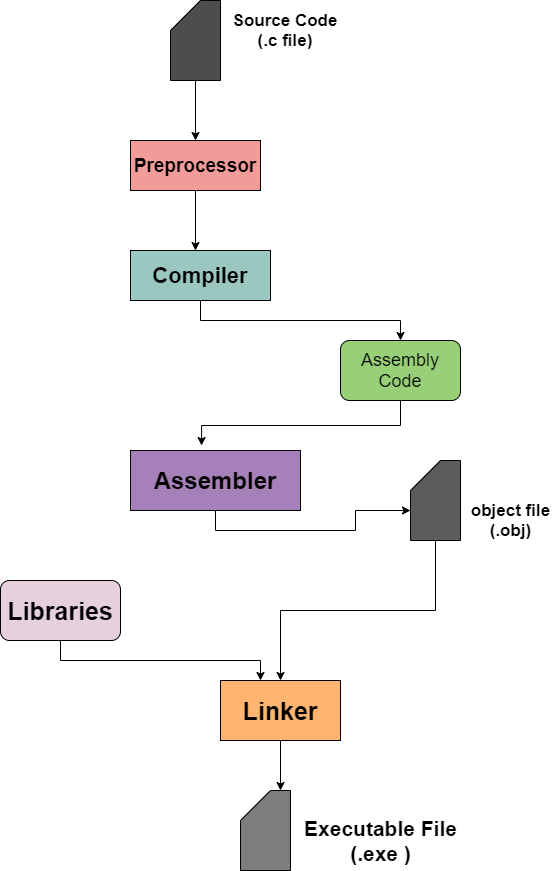 Source Code
(.c file)
Preprocessor
Compiler
Assembly
Code
Assembler
object file
(.obj)
Libraries
Linker
Executable File
(.exe )